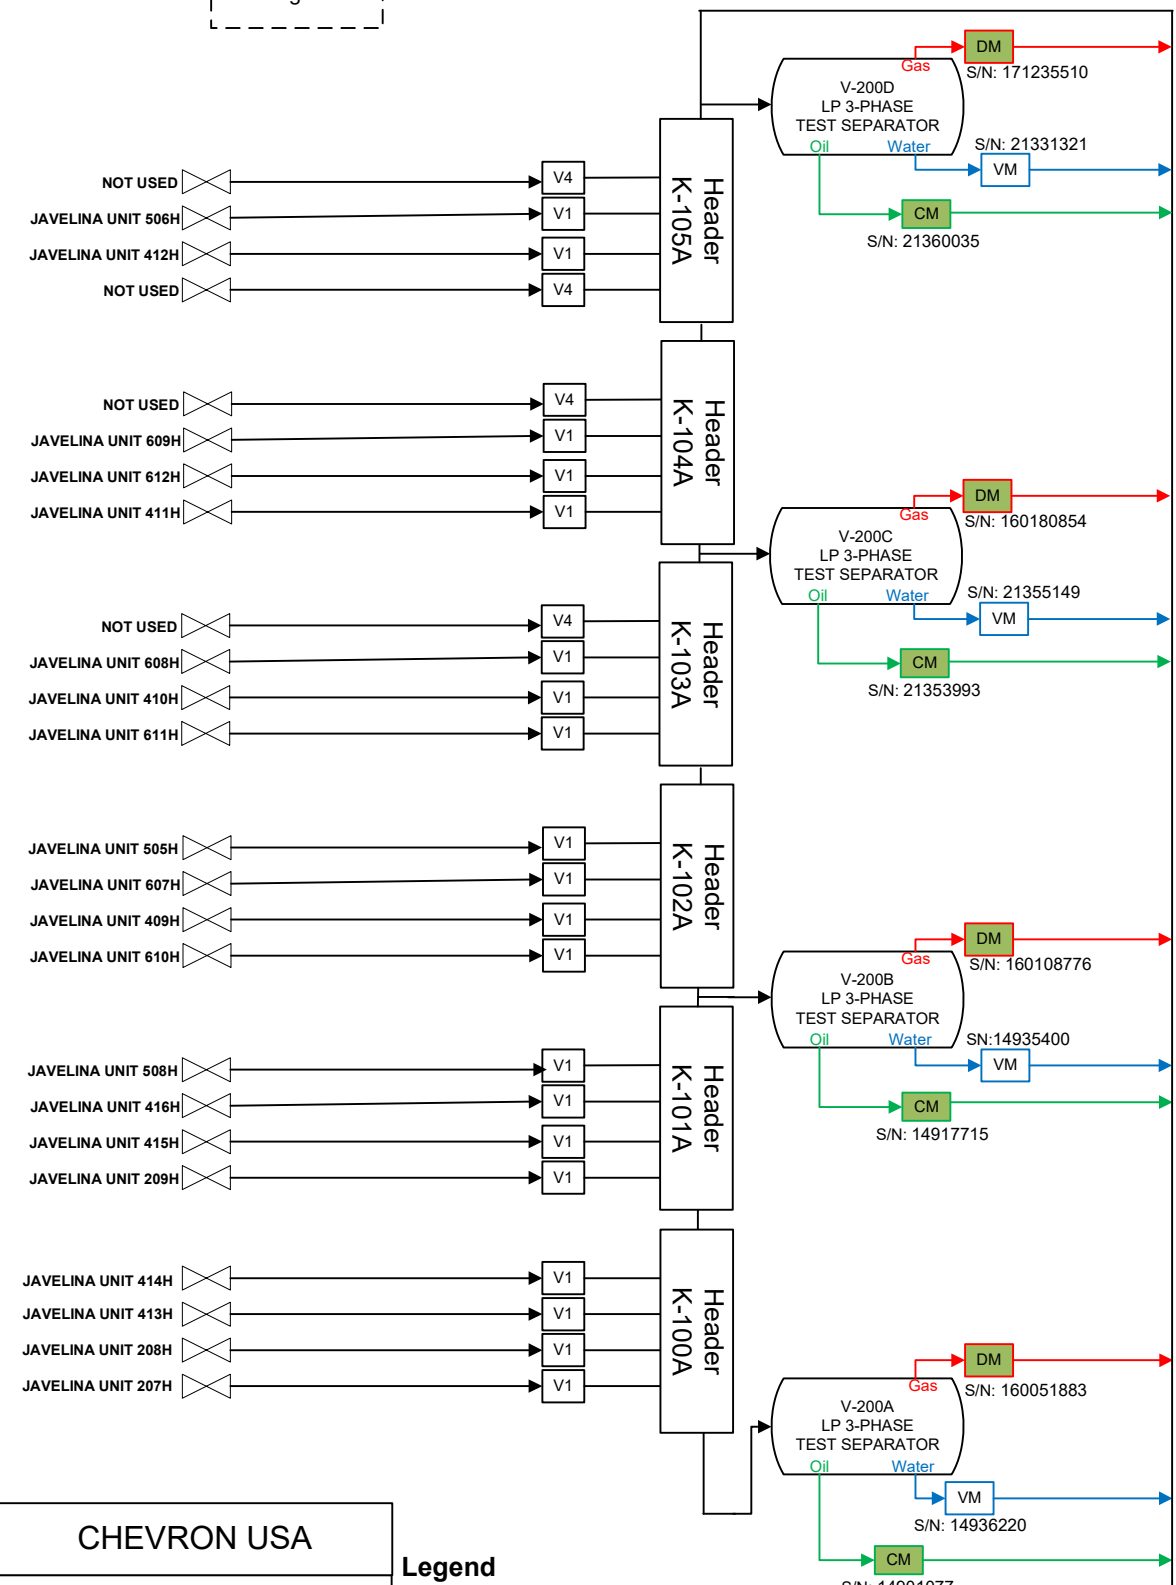 DM
Gas
S/N: 171235510
V-200D
LP 3-PHASE
TEST SEPARATOR
Oil
Water
S/N: 21331321
VM
CM
S/N: 21360035
NOT USED
V4
JAVELINA UNIT 506H
V1
JAVELINA UNIT 412H
V1
NOT USED
V4
Header
K-105A
NOT USED
V4
JAVELINA UNIT 609H
V1
JAVELINA UNIT 612H
V1
JAVELINA UNIT 411H
V1
Header
K-104A
DM
Gas
S/N: 160180854
V-200C
LP 3-PHASE
TEST SEPARATOR
Oil
Water
S/N: 21355149
VM
CM
S/N: 21353993
NOT USED
V4
JAVELINA UNIT 608H
V1
JAVELINA UNIT 410H
V1
JAVELINA UNIT 611H
V1
Header
K-103A
JAVELINA UNIT 505H
V1
JAVELINA UNIT 607H
V1
JAVELINA UNIT 409H
V1
JAVELINA UNIT 610H
V1
Header
K-102A
DM
Gas
S/N: 160108776
V-200B
LP 3-PHASE
TEST SEPARATOR
Oil
Water
SN:14935400
VM
CM
S/N: 14917715
JAVELINA UNIT 508H
V1
JAVELINA UNIT 416H
V1
JAVELINA UNIT 415H
V1
JAVELINA UNIT 209H
V1
Header
K-101A
JAVELINA UNIT 414H
V1
JAVELINA UNIT 413H
V1
JAVELINA UNIT 208H
V1
JAVELINA UNIT 207H
V1
Header
K-100A
DM
Gas
S/N: 160051883
V-200A
LP 3-PHASE
TEST SEPARATOR
Oil
Water
VM
S/N: 14936220
CM
CHEVRON USA
Legend